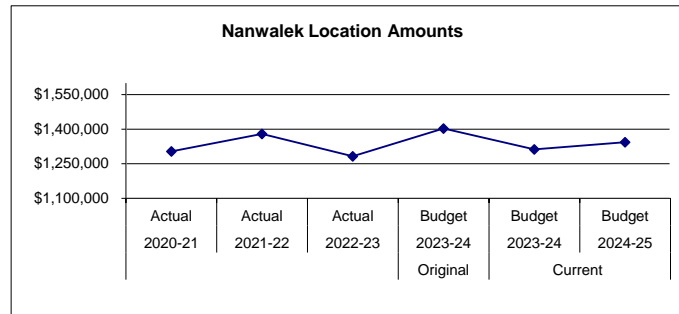 Nanwalek Location Amounts
$1,550,000
$1,400,000
$1,250,000
$1,100,000
Actual Actual Actual Budget Budget Budget
2020-21 2021-22 2022-23 2023-24 2023-24 2024-25
Original Current